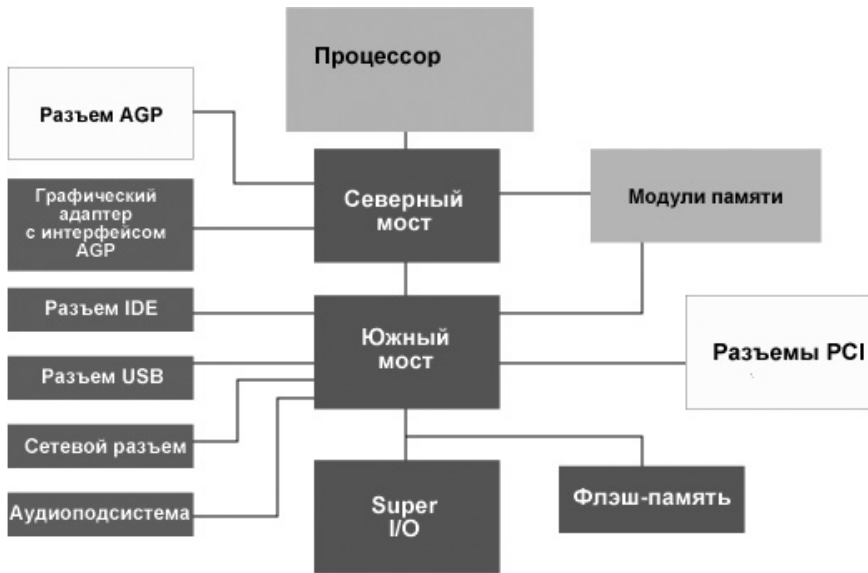 Процессор
Разъем AGP
Северный
мост
Модули памяти
Графический
адаптер
с интерфейсом
AGP
Разъем IDE
Южный
мост
Разъемы PCI
Разъем USB
Сетевой разъем
Аудиоподсистема
Super
I/O
Флэш-память